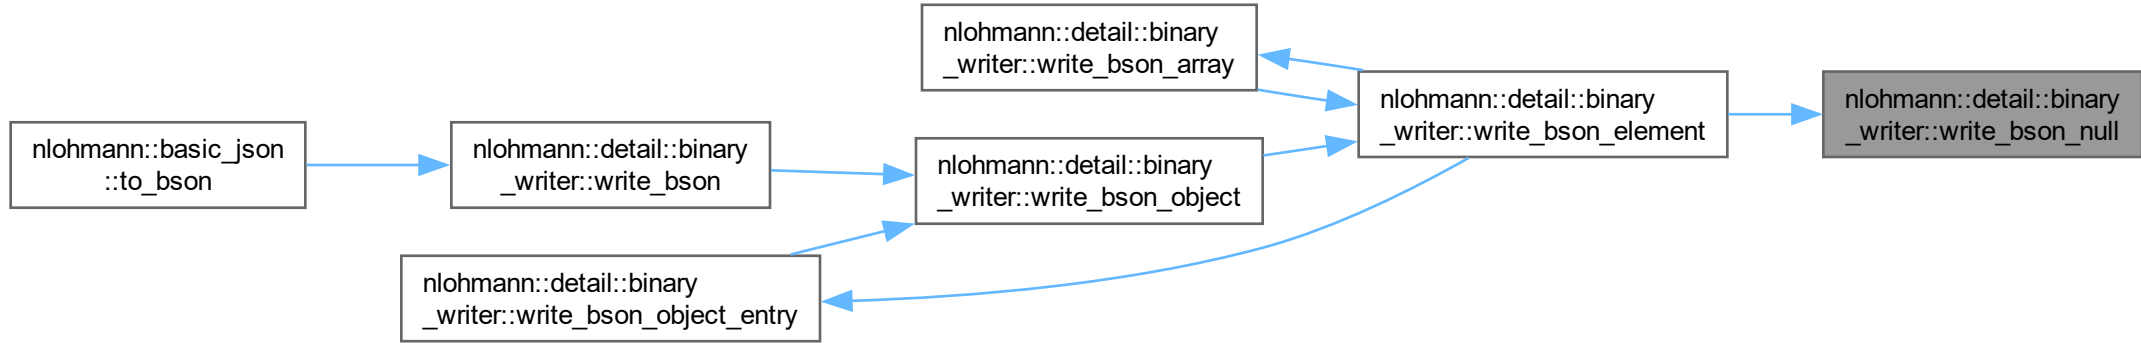 nlohmann::detail::binary
_writer::write_bson_array
nlohmann::detail::binary
_writer::write_bson_element
nlohmann::detail::binary
_writer::write_bson_null
nlohmann::basic_json
::to_bson
nlohmann::detail::binary
_writer::write_bson
nlohmann::detail::binary
_writer::write_bson_object
nlohmann::detail::binary
_writer::write_bson_object_entry